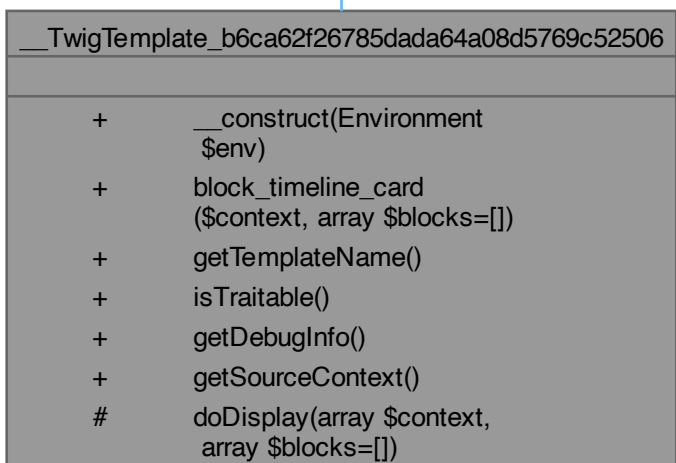 __TwigTemplate_b6ca62f26785dada64a08d5769c52506
+ __construct(Environment
$env)
+ block_timeline_card
($context, array $blocks=[])
+ getTemplateName()
+ isTraitable()
+ getDebugInfo()
+ getSourceContext()
# doDisplay(array $context,
array $blocks=[])